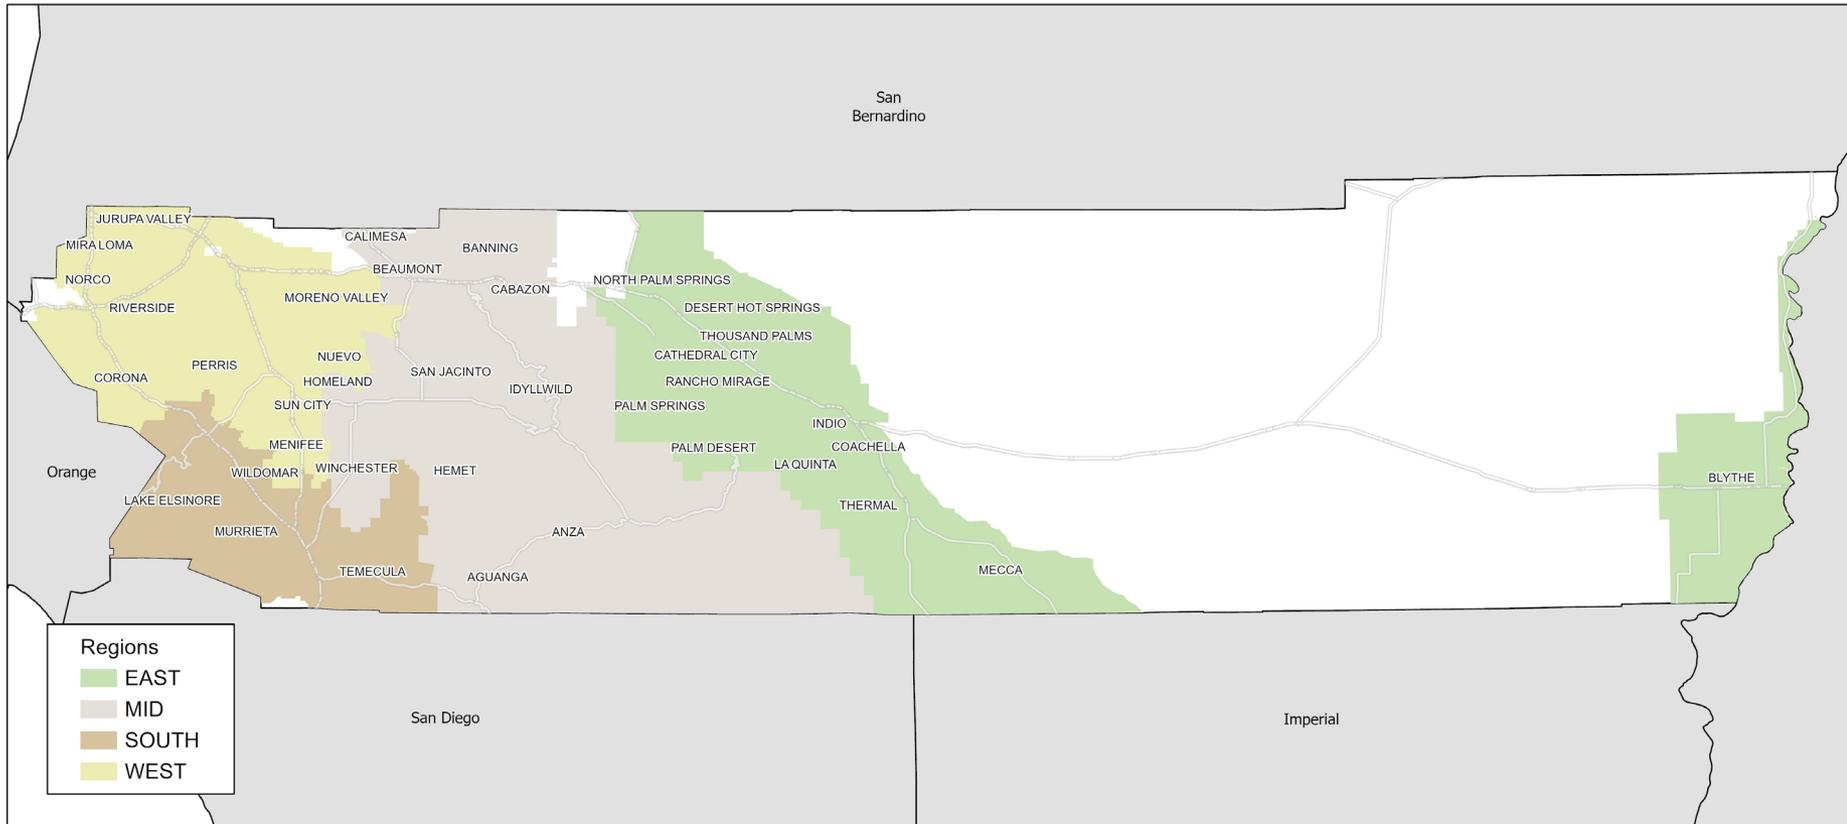 San
Bernardino
JURUPA VALLEY
CALIMESA
MIRA LOMA
BANNING
BEAUMONT
NORCO
NORTH PALM SPRINGS
CABAZON
MORENO VALLEY
RIVERSIDE
DESERT HOT SPRINGS
THOUSAND PALMS
NUEVO
CATHEDRAL CITY
PERRIS
SAN JACINTO
CORONA
HOMELAND
RANCHO MIRAGE
IDYLLWILD
SUN CITY
PALM SPRINGS
INDIO
MENIFEE
PALM DESERT
COACHELLA
LA QUINTA
WINCHESTER
HEMET
Orange
WILDOMAR
BLYTHE
LAKE ELSINORE
THERMAL
MURRIETA
ANZA
TEMECULA
MECCA
AGUANGA
Regions
EAST
MID
SOUTH
WEST
San Diego
Imperial